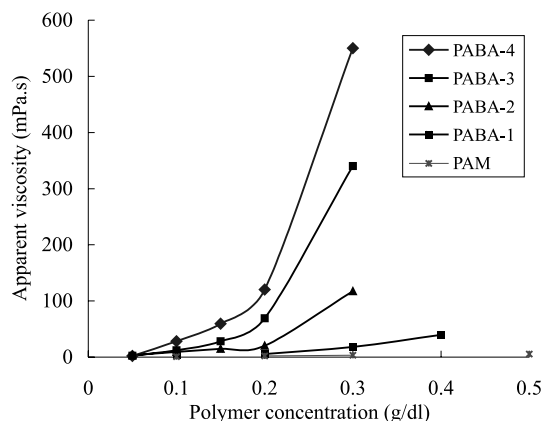 600
500
400
300
200
100
0
Apparent viscosity (mPa.s)
PABA-4
PABA-3
PABA-2
PABA-1
PAM
0 0.1 0.2 0.3 0.4 0.5
Polymer concentration (g/dl)